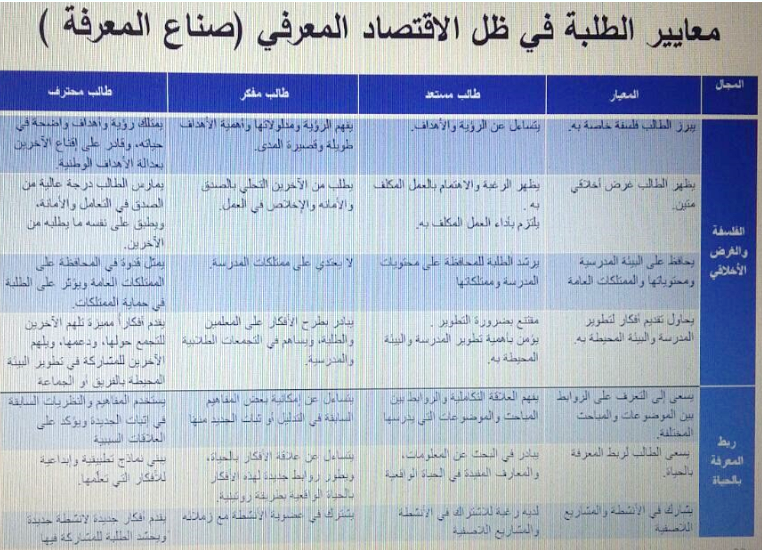 معايير الطلبة في ظل الاقتصاد المعرفي (صناع المعرفة )
المجال
المعيار
طالب مستعد
طالب مفكر
طالب محترف
الفلسفة
والغرض
الأخلاقي
يبرز الطالب فلسفة خاصة به.
يتساءل عن الرؤية والأهداف.
يفهم الرؤية ومدلولاتها وأهمية الأهداف
طويلة وقصيرة المدى.
يمتلك رؤية وأهداف واضحة في
حياته، وقادر على إقناع الآخرين
بعدالة الأهداف الوطنية.
يظهر الطالب غرض أخلاقي
متين.
يظهر الرغبة والاهتمام بالعمل المكلف
به .
يلتزم بأداء العمل المكلف به.
يطلب من الآخرين التحلي بالصدق
والأمانه والإخلاص في العمل.
يمارس الطالب درجة عالية من
الصدق في التعامل والأمانه،
ويطبق على نفسه ما يطلبه من
الآخرين.
يحافظ على البيئة المدرسية
ومحتوياتها والممتلكات العامة
يرشد الطلبة للمحافظة على محتويات
المدرسة وممتلكاتها
لا يعتدي على ممتلكات المدرسة.
يمثل قدوة في المحافظة على
الممتلكات العامة ويؤثر على الطلبة
في حماية الممتلكات.
يحاول تقديم أفكار لتطوير
المدرسة والبيئة المحيطة به.
مقتنع بضرورة التطوير .
يؤمن باهمية تطوير المدرسة والبيئة
المحيطة به.
يبادر بطرح الأفكار على المعلمين
والطلبة، ويساهم في التجمعات الطلابية
والمدرسية.
يقدم أفكاراً مميزة تلهم الآخرين
للتجمع حولها، ودعمها، ويلهم
الآخرين للمشاركة في تطوير البيئة
المحيطة بالفريق او الجماعة
ربط
المعرفة
بالحياة
يسعى إلى التعرف على الروابط
بين الموضوعات والمباحث
المختلفة.
يفهم العلاقة التكاملية والروابط بين
المباحث والموضوعات التي يدرسها
يتساءل عن إمكانية بعض المفاهيم
السابقة في التدليل أو ثبات الجديد منها
يستخدم المفاهيم والنظريات السابقة
في إثبات الجديدة ويؤكد على
العلاقات السببية
يسعى الطالب لربط المعرفة
بالحياة.
يبادر في البحث عن المعلومات،
والمعارف المفيدة في الحياة الواقعية
يتساءل عن علاقة الأفكار بالحياة،
ويطور روابط جديدة لهذه الأفكار
بالحياة الواقعية بطريقة روتينية.
يبني نماذج تطبيقية وإبداعية
للأفكار التي تعلمها.
يشارك في الأنشطة والمشاريع
اللاصفية
لديه رغبة للاشتراك في الأنشطة
والمشاريع اللاصفية
يشترك في عضوية الأنشطة مع زملائه
يقدم أفكار جديدة لأنشطة جديدة
ويحشد الطلبة للمشاركة فيها